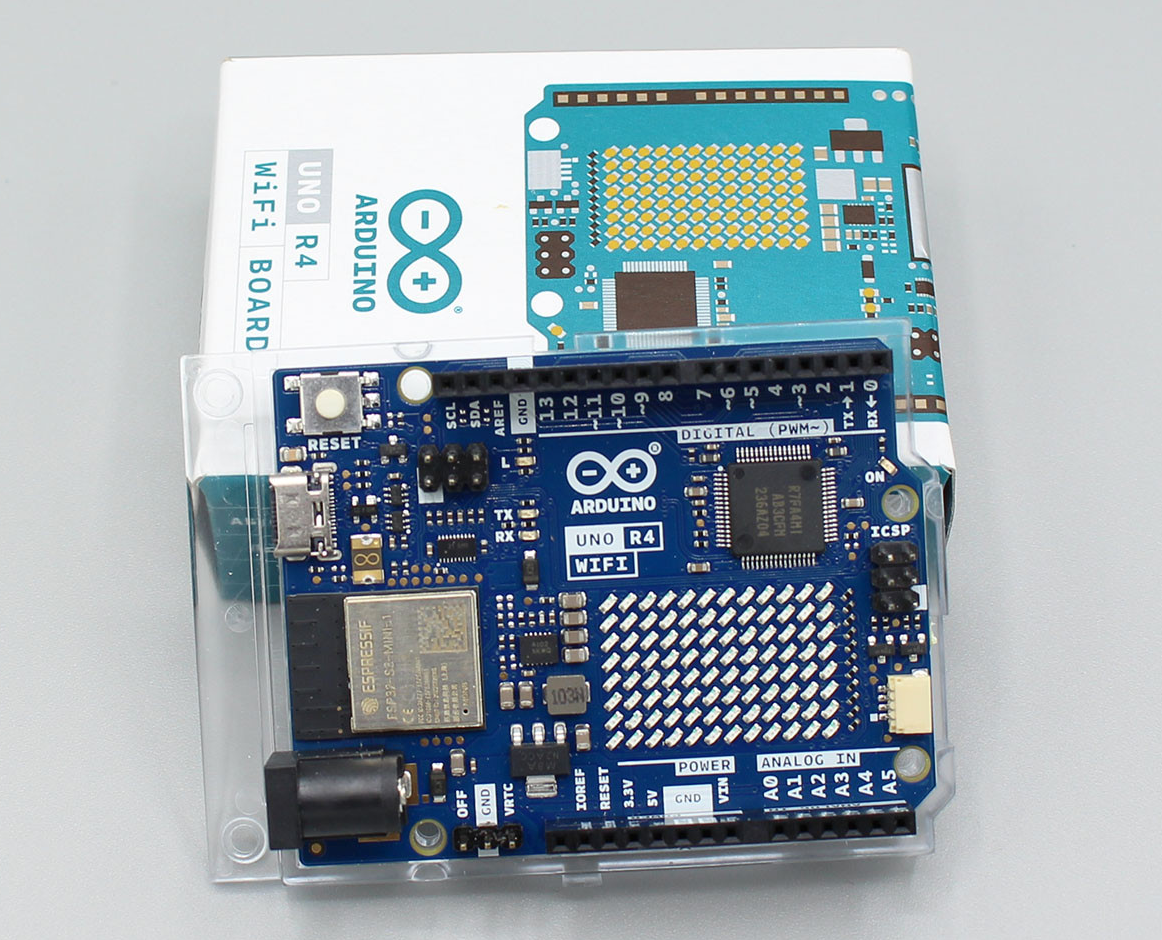 UNO R4
WiFi BOARD
ARDUINO
RESET
SCL
SDA
AREF
GND
13
12
~11
~10
~9
8
7
~6
~5
4
~3
2
TX→1
RX←0
DIGITAL (PWM~)
L
TX
RX
ARDUINO
UNO R4
WIFI
R7FA4M1
AB3CFM
ON
ICSP
ESPRESSIF
ESP32-S3-MINI-1
CE
103N
OFF
GND
VRTC
IOREF
RESET
3.3V
5V
GND
VIN
POWER
ANALOG IN
A0
A1
A2
A3
A4
A5